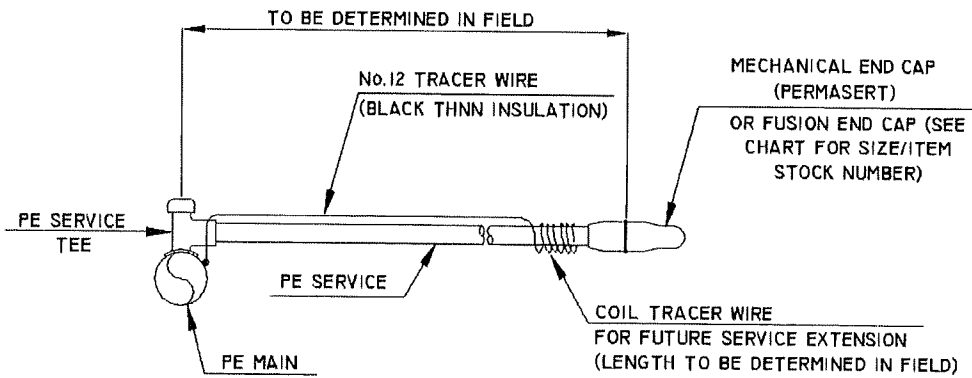 TO BE DETERMINED IN FIELD
No.12 TRACER WIRE
(BLACK THNN INSULATION)
MECHANICAL END CAP
(PERMASERT)
OR FUSION END CAP (SEE
CHART FOR SIZE/ITEM
STOCK NUMBER)
PE SERVICE
TEE
PE SERVICE
COIL TRACER WIRE
FOR FUTURE SERVICE EXTENSION
(LENGTH TO BE DETERMINED IN FIELD)
PE MAIN